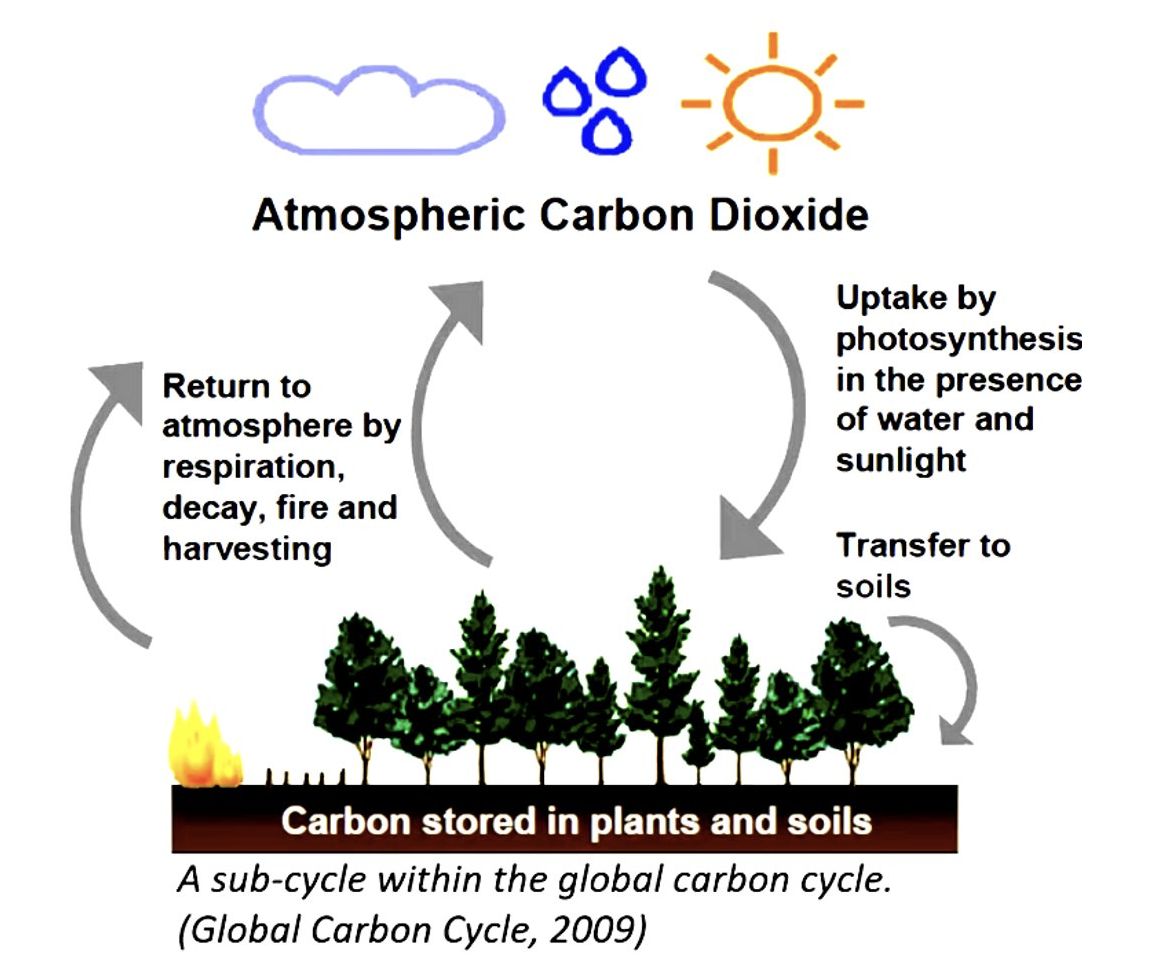 Atmospheric Carbon Dioxide
Uptake by
photosynthesis
in the presence
of water and
sunlight
Return to
atmosphere by
respiration,
decay, fire and
harvesting
Transfer to
soils
Carbon stored in plants and soils
A sub-cycle within the global carbon cycle.
(Global Carbon Cycle, 2009)